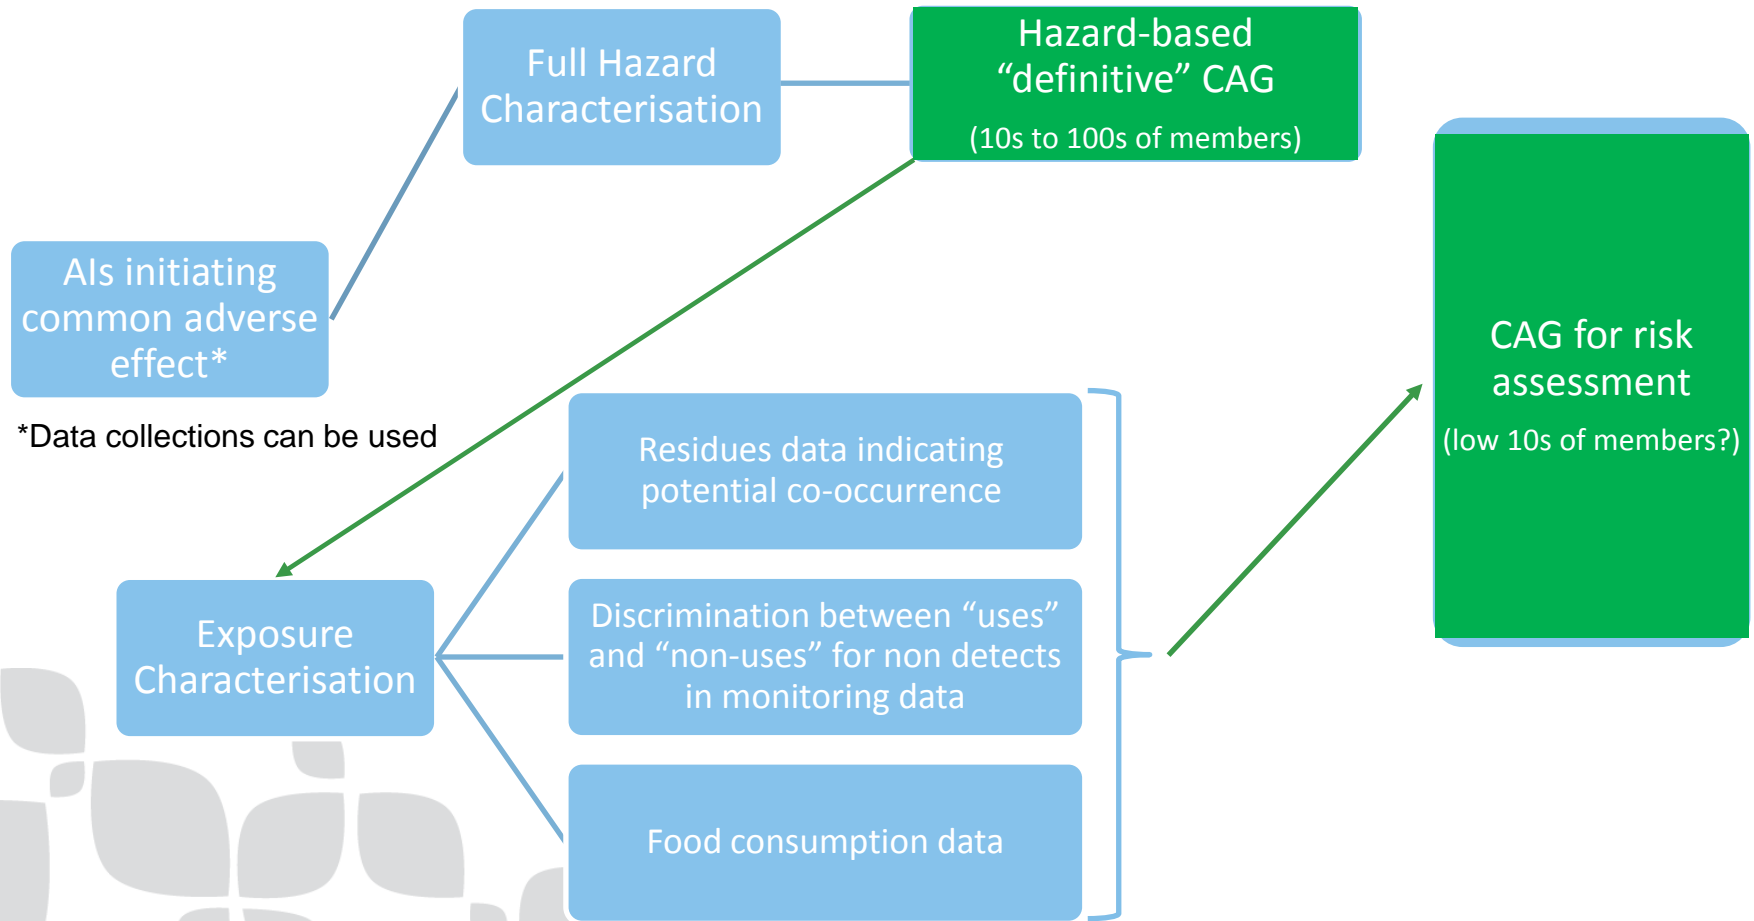 Full Hazard
Characterisation
Hazard-based
“definitive” CAG
(10s to 100s of members)
AIs initiating
common adverse
effect*
*Data collections can be used
Exposure
Characterisation
Residues data indicating
potential co-occurrence
Discrimination between “uses”
and “non-uses” for non detects
in monitoring data
Food consumption data
CAG for risk
assessment
(low 10s of members?)